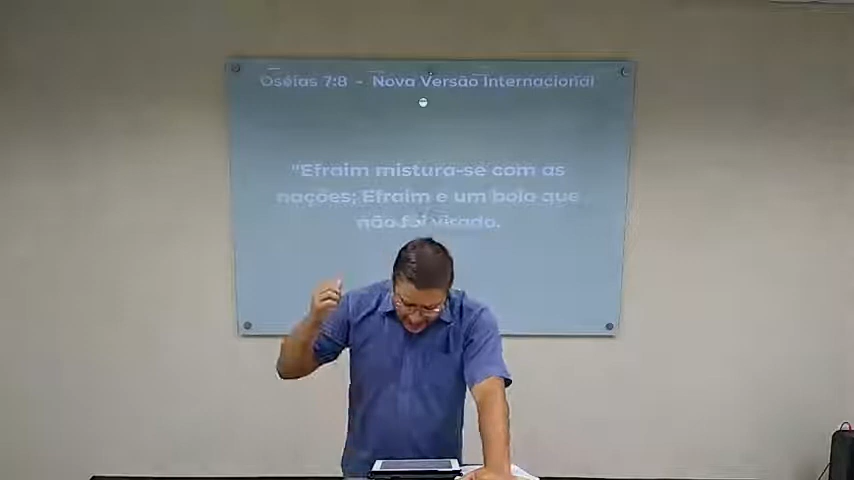 Oséias 7:8 - Nova Versão Internacional
"Efraim mistura-se com as
nações; Efraim é um bolo que
não foi virado.